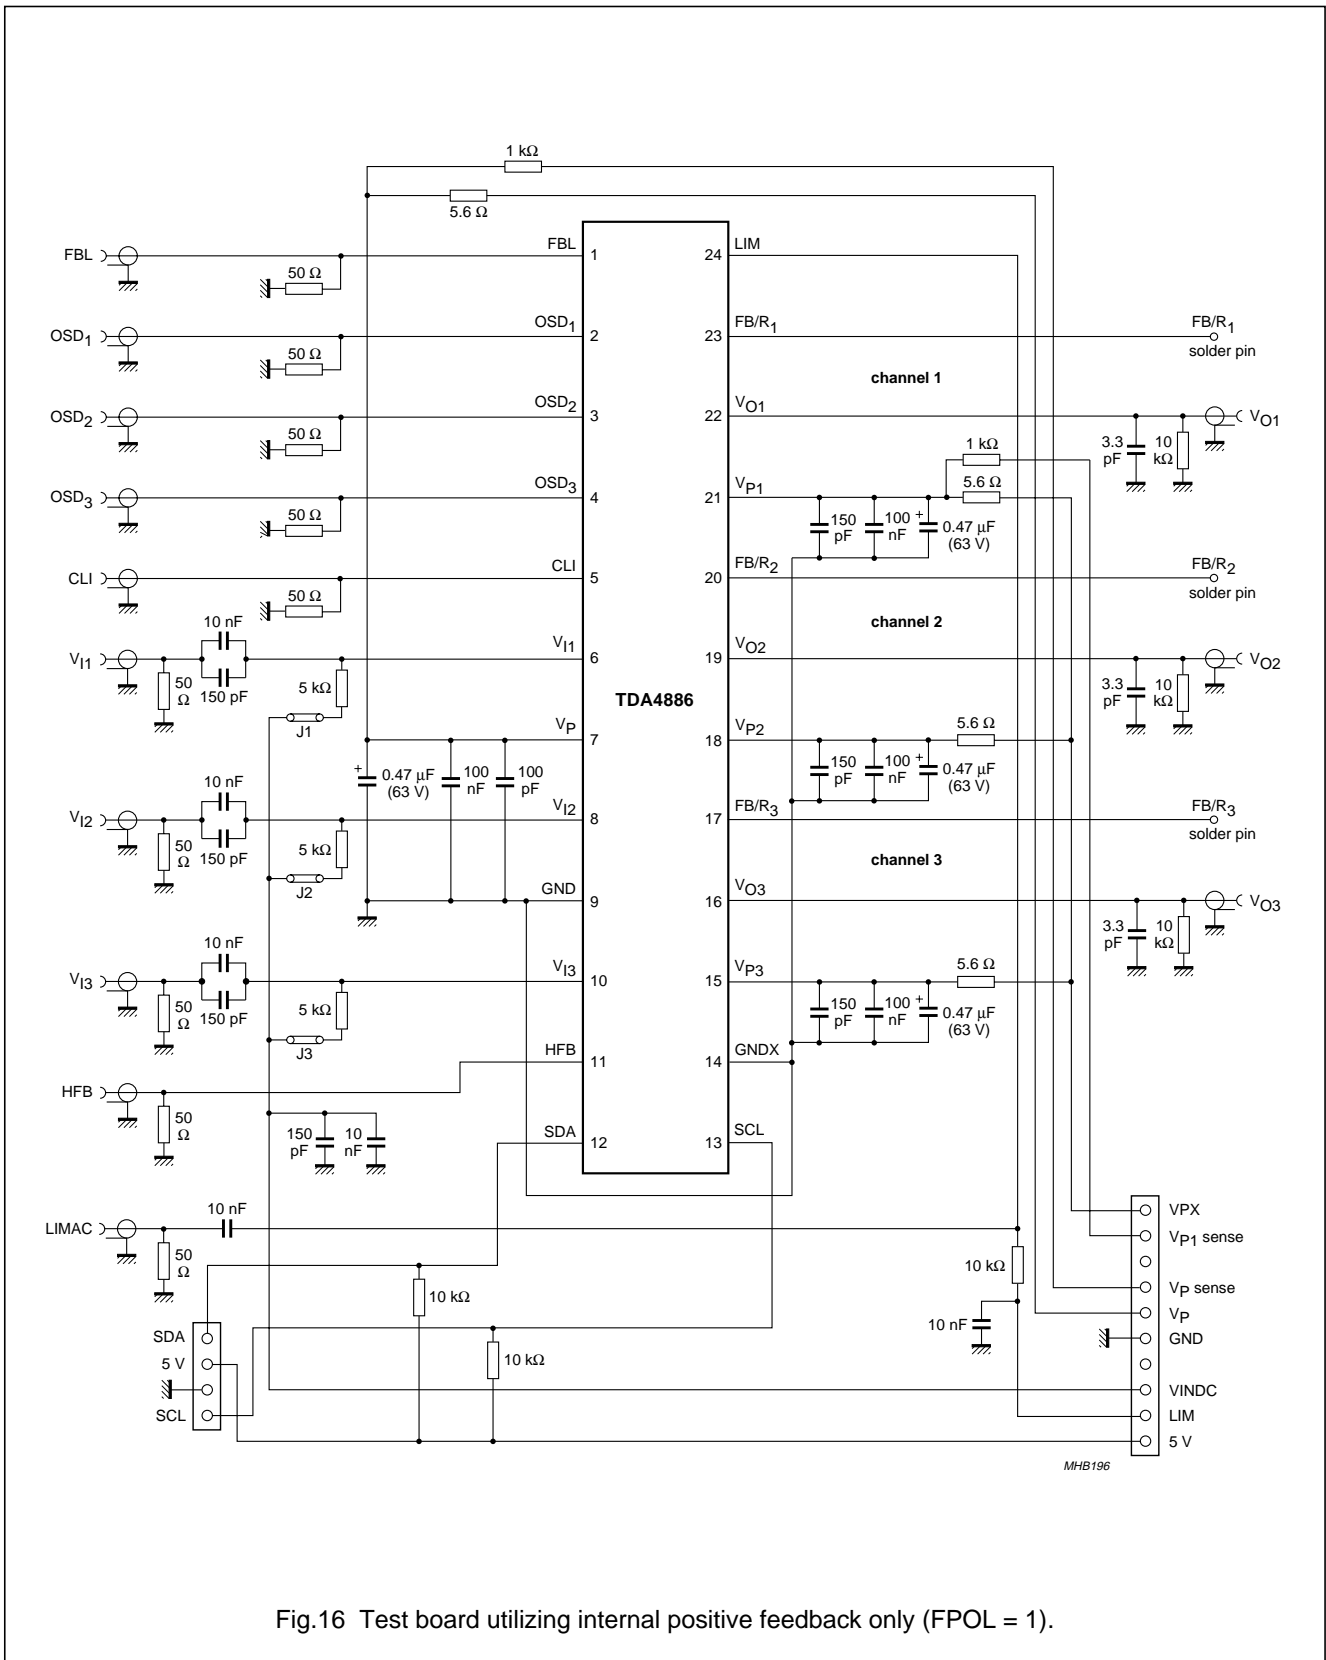 1 kΩ
5.6 Ω
FBL
FBL
1
24
LIM
50 Ω
OSD1
OSD1
2
23
FB/R1
FB/R1
solder pin
50 Ω
channel 1
OSD2
OSD2
3
22
VO1
VO1
50 Ω
3.3 pF
10 kΩ
1 kΩ
OSD3
OSD3
4
21
VP1
5.6 Ω
50 Ω
150 pF
100 nF
+
0.47 μF
(63 V)
CLI
CLI
5
20
FB/R2
FB/R2
solder pin
50 Ω
10 nF
channel 2
VI1
VI1
6
19
VO2
VO2
50 Ω
150 pF
5 kΩ
3.3 pF
10 kΩ
TDA4886
J1
VP
7
18
VP2
5.6 Ω
+
0.47 μF
(63 V)
100 nF
100 pF
150 pF
100 nF
+
0.47 μF
(63 V)
10 nF
VI2
VI2
8
17
FB/R3
FB/R3
solder pin
50 Ω
150 pF
5 kΩ
channel 3
J2
GND
9
16
VO3
VO3
3.3 pF
10 kΩ
10 nF
VI3
VI3
10
15
VP3
5.6 Ω
50 Ω
150 pF
5 kΩ
150 pF
100 nF
+
0.47 μF
(63 V)
J3
HFB
HFB
11
14
GNDX
50 Ω
150 pF
10 nF
SDA
12
13
SCL
LIMAC
10 nF
50 Ω
10 kΩ
10 kΩ
10 kΩ
10 nF
SDA
5 V
SCL
VPX
VP1 sense
VP sense
VP
GND
VINDC
LIM
5 V
MHB196
Fig.16 Test board utilizing internal positive feedback only (FPOL = 1).